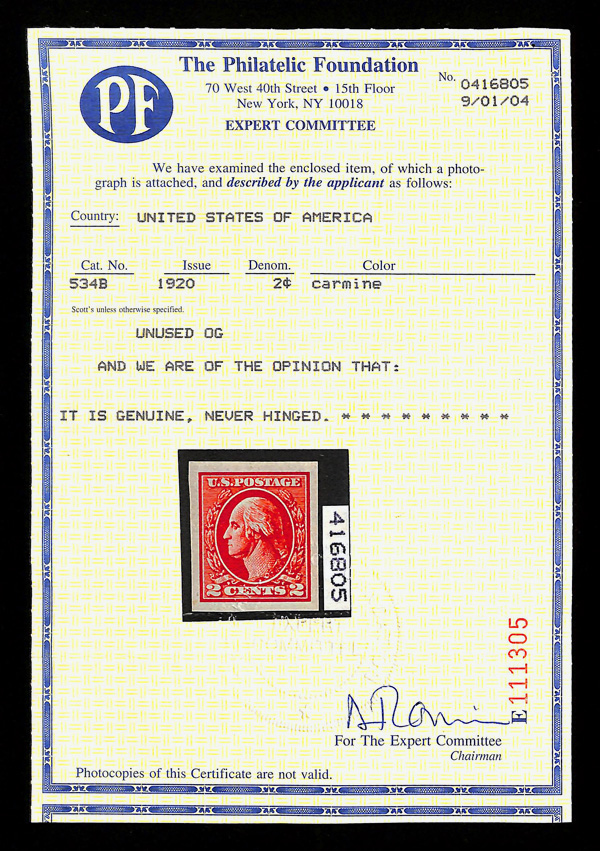 The Philatelic Foundation
PF
70 West 40th Street • 15th Floor
New York, NY 10018
EXPERT COMMITTEE
No. 0416805
9/01/04
We have examined the enclosed item, of which a photo-
graph is attached, and described by the applicant as follows:
Country: UNITED STATES OF AMERICA
Cat. No. Issue Denom. Color
534B 1920 2¢ carmine
Scott's unless otherwise specified.
UNUSED OG
AND WE ARE OF THE OPINION THAT:
IT IS GENUINE, NEVER HINGED. * * * * * * * * *
U.S. POSTAGE
2 CENTS 2
416805
E111305
For The Expert Committee
Chairman
Photocopies of this Certificate are not valid.